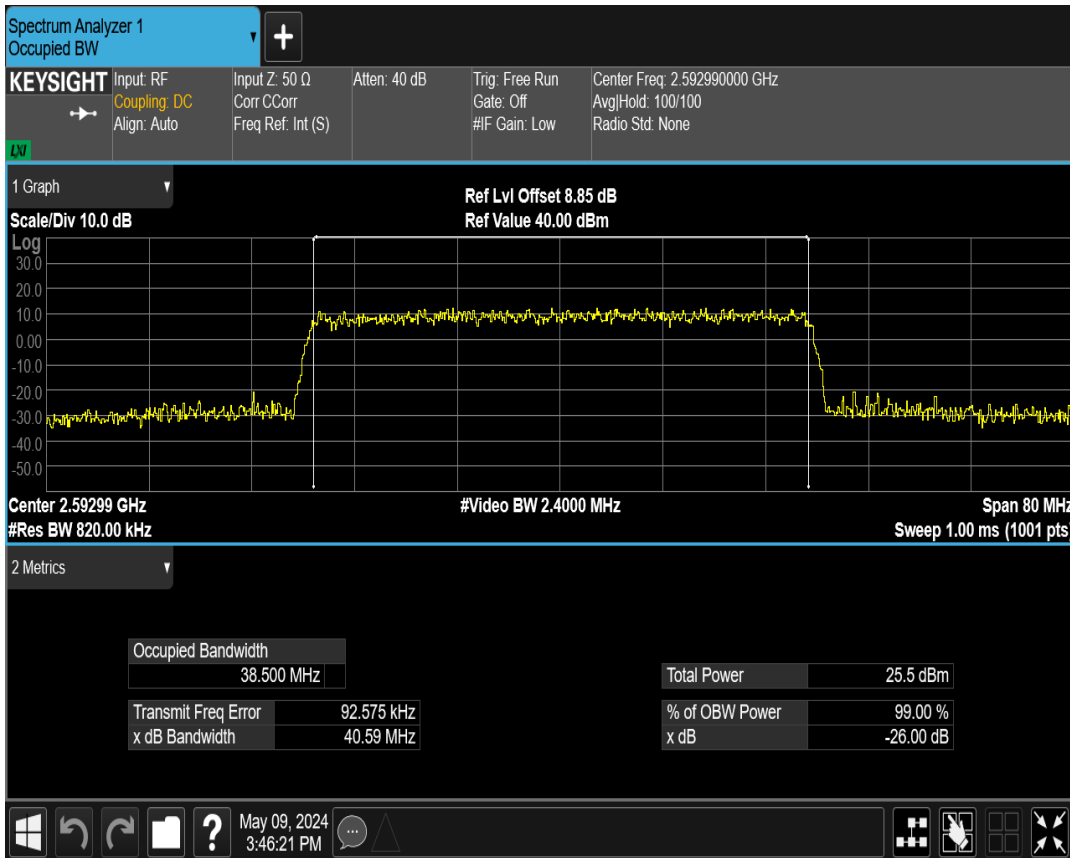 Spectrum Analyzer 1
Occupied BW
KEYSIGHT
LXI
Input: RF
Coupling: DC
Align: Auto
Input Z: 50 Ω
Corr CCorr
Freq Ref: Int (S)
Atten: 40 dB
Trig: Free Run
Gate: Off
#IF Gain: Low
Center Freq: 2.592990000 GHz
Avg|Hold: 100/100
Radio Std: None
1 Graph
Scale/Div 10.0 dB
Ref Lvl Offset 8.85 dB
Ref Value 40.00 dBm
Log
30.0
20.0
10.0
0.00
-10.0
-20.0
-30.0
-40.0
-50.0
Center 2.59299 GHz
#Video BW 2.4000 MHz
Span 80 MHz
#Res BW 820.00 kHz
Sweep 1.00 ms (1001 pts)
2 Metrics
Occupied Bandwidth
38.500 MHz
Total Power 25.5 dBm
Transmit Freq Error 92.575 kHz
% of OBW Power 99.00 %
x dB Bandwidth 40.59 MHz
x dB -26.00 dB
May 09, 2024
3:46:21 PM